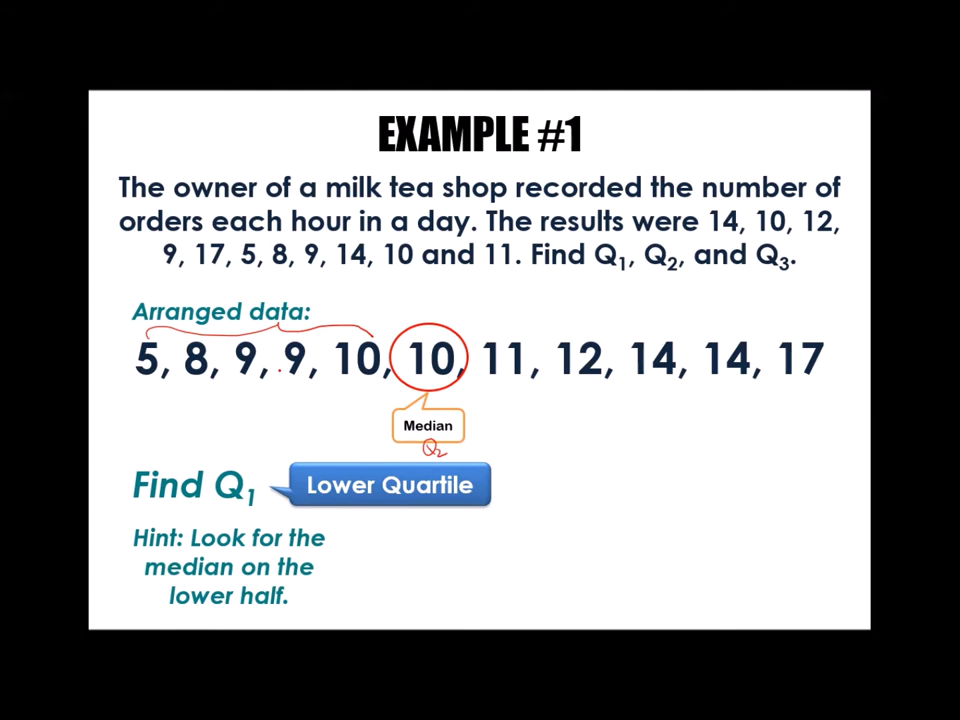 EXAMPLE #1
The owner of a milk tea shop recorded the number of
orders each hour in a day. The results were 14, 10, 12,
9, 17, 5, 8, 9, 14, 10 and 11. Find Q₁, Q₂, and Q₃.
Arranged data:
5, 8, 9, 9, 10, 10, 11, 12, 14, 14, 17
Median
Q₂
Find Q₁
Lower Quartile
Hint: Look for the
median on the
lower half.